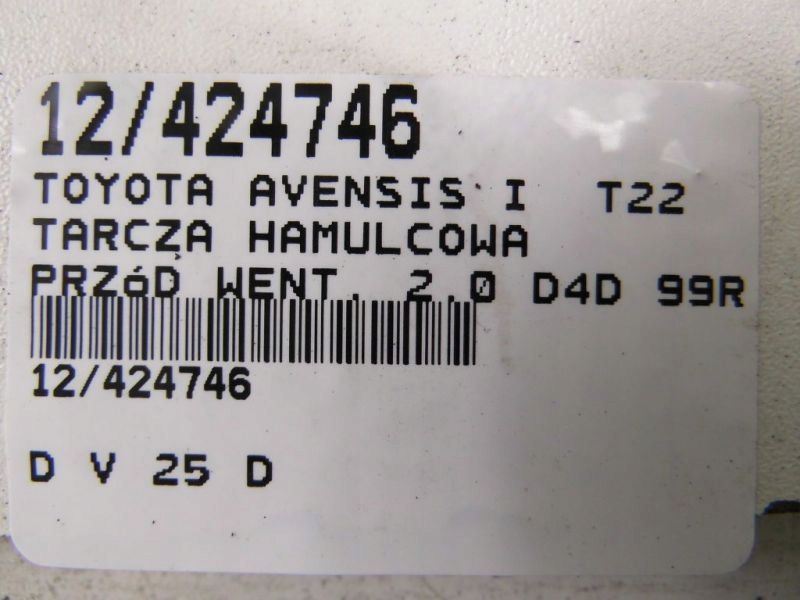 12/424746
TOYOTA AVENSIS I T22
TARCZA HAMULCOWA
PRZóD WENT. 2.0 D4D 99R
12/424746
D V 25 D